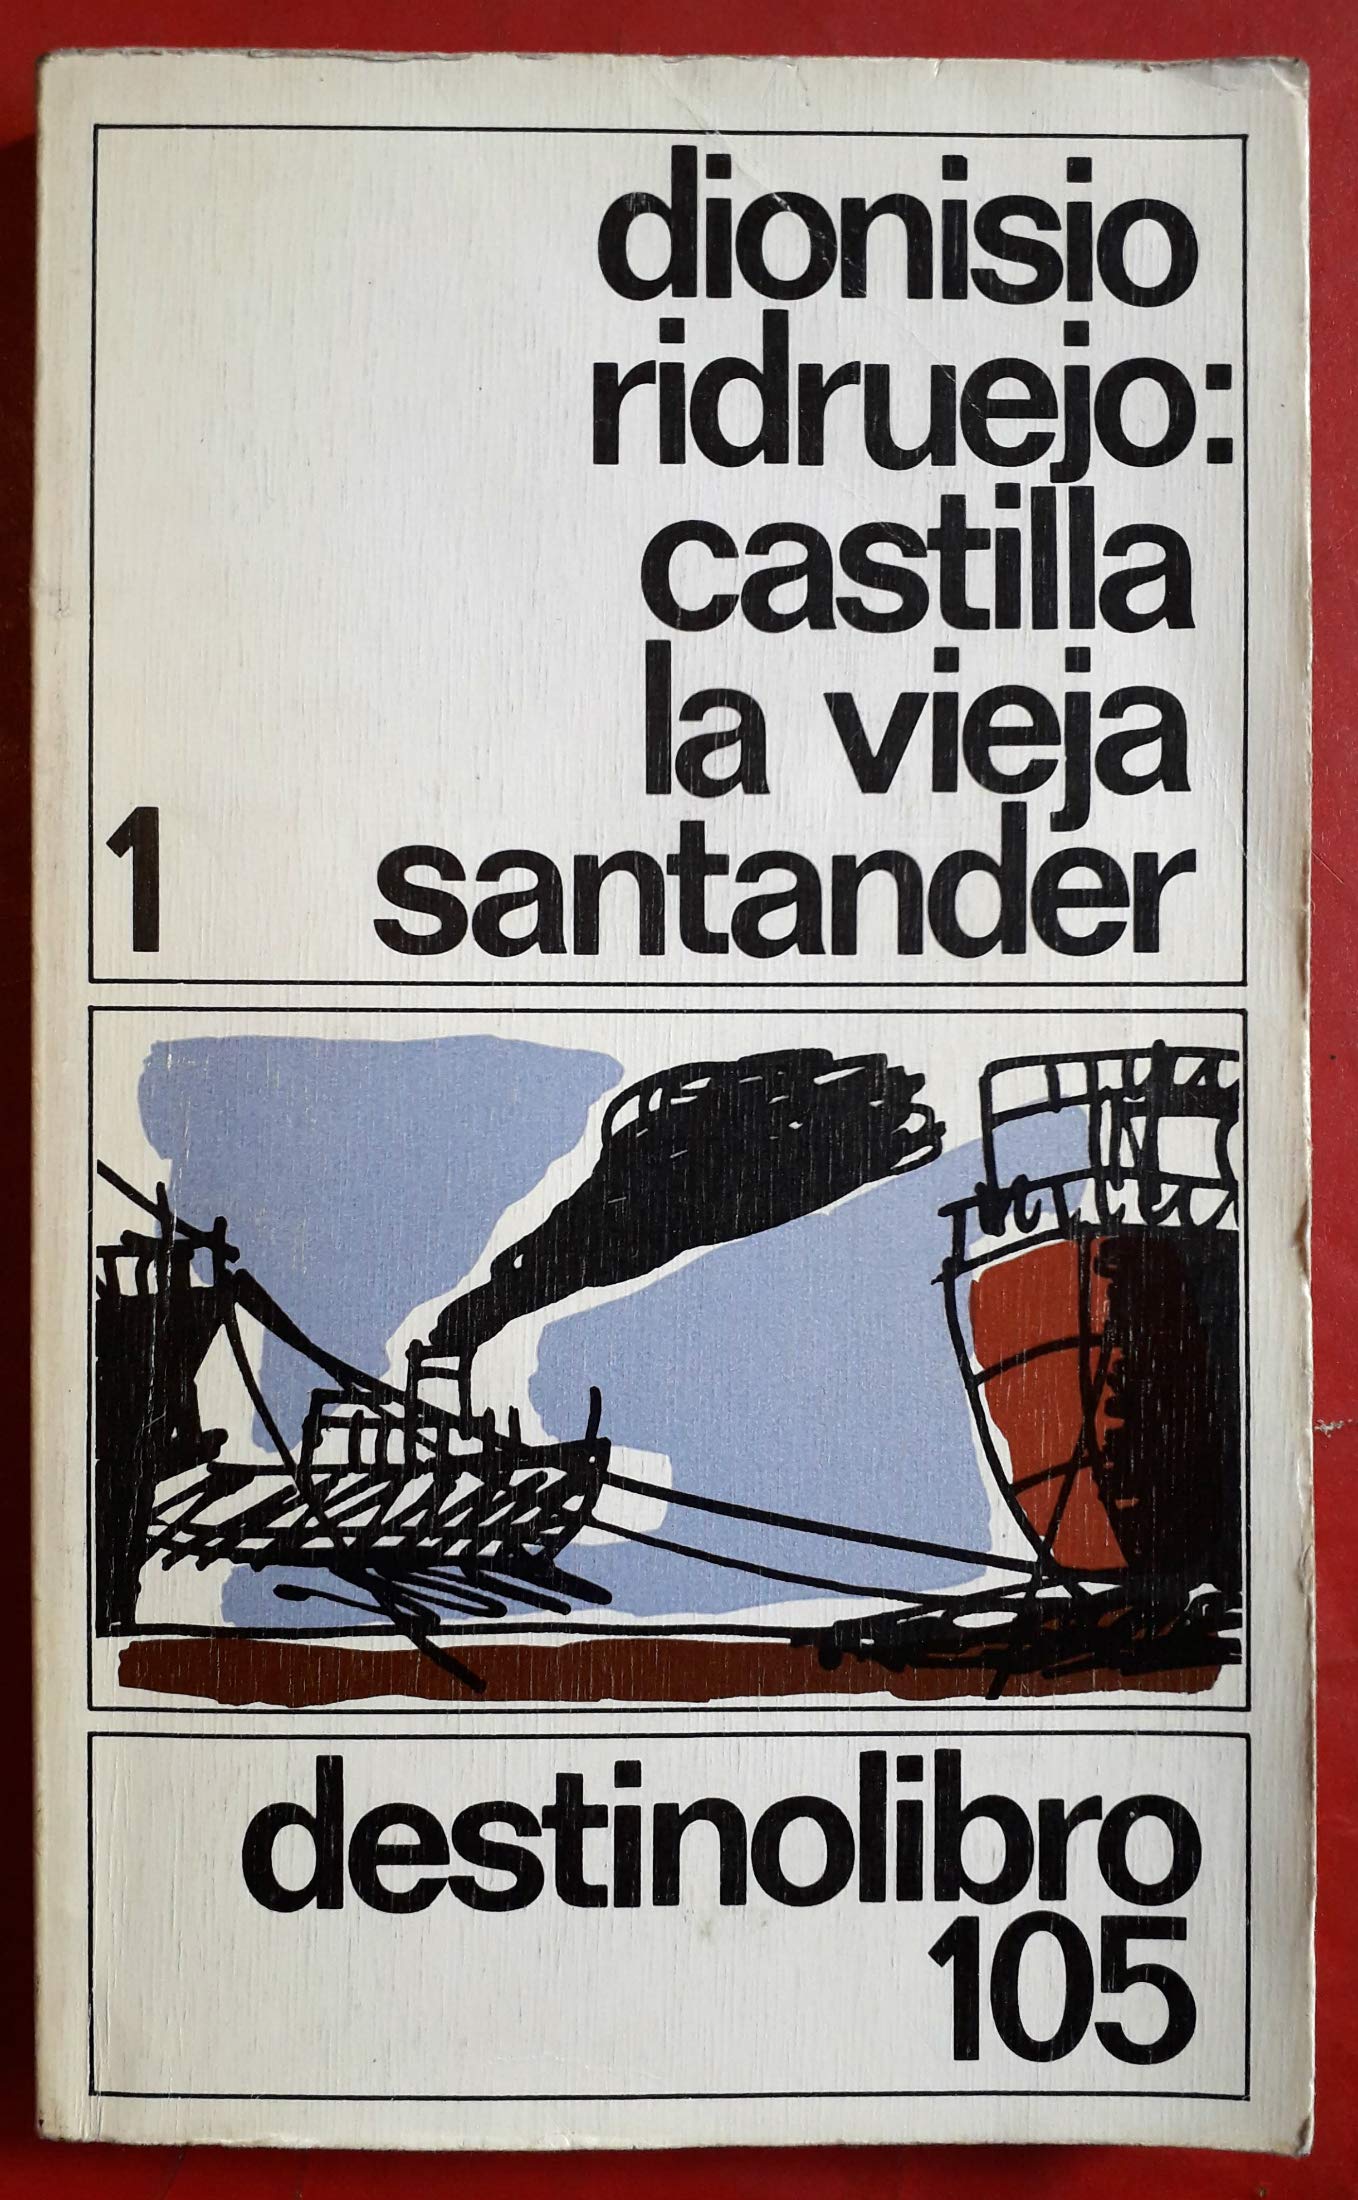 dionisio
ridruejo:
castilla
la vieja
1 santander
destinolibro
105